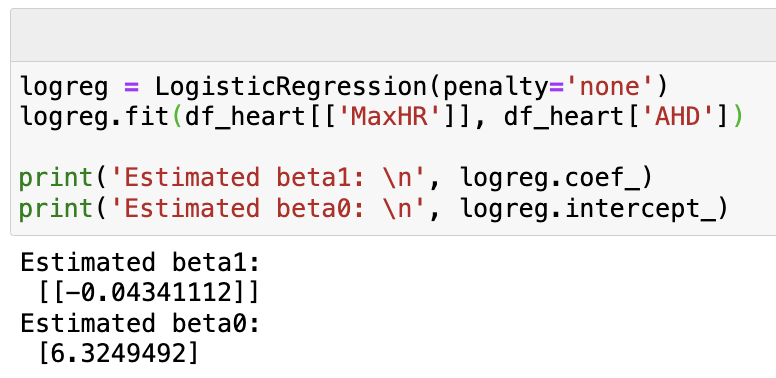 logreg = LogisticRegression(penalty='none')
logreg.fit(df_heart[['MaxHR']], df_heart['AHD'])
print('Estimated beta1: \n', logreg.coef_)
print('Estimated beta0: \n', logreg.intercept_)
Estimated beta1:
[[-0.04341112]]
Estimated beta0:
[6.3249492]